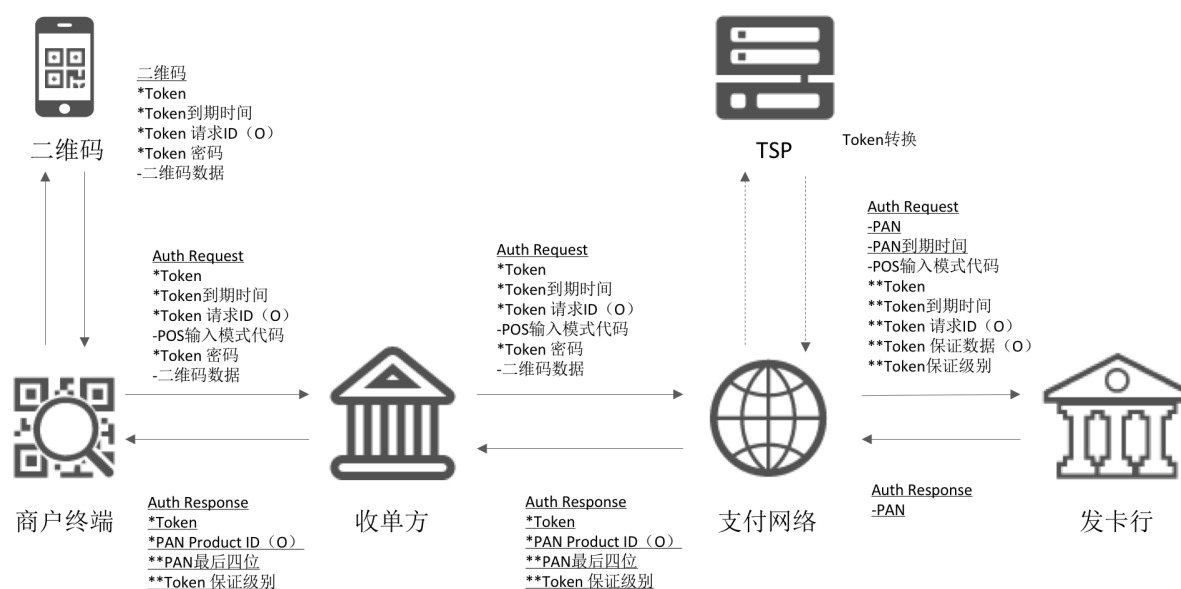 二维码
*Token
*Token到期时间
*Token 请求ID（O）
*Token 密码
-二维码数据
二维码
TSP
Token转换
Auth Request
*Token
*Token到期时间
*Token 请求ID（O）
-POS输入模式代码
*Token 密码
-二维码数据
Auth Request
*Token
*Token到期时间
*Token 请求ID（O）
-POS输入模式代码
*Token 密码
-二维码数据
Auth Request
-PAN
-PAN到期时间
-POS输入模式代码
**Token
**Token到期时间
**Token 请求ID（O）
**Token 保证数据（O）
**Token保证级别
商户终端
收单方
支付网络
发卡行
Auth Response
*Token
*PAN Product ID（O）
**PAN最后四位
**Token 保证级别
Auth Response
*Token
*PAN Product ID（O）
**PAN最后四位
**Token 保证级别
Auth Response
-PAN